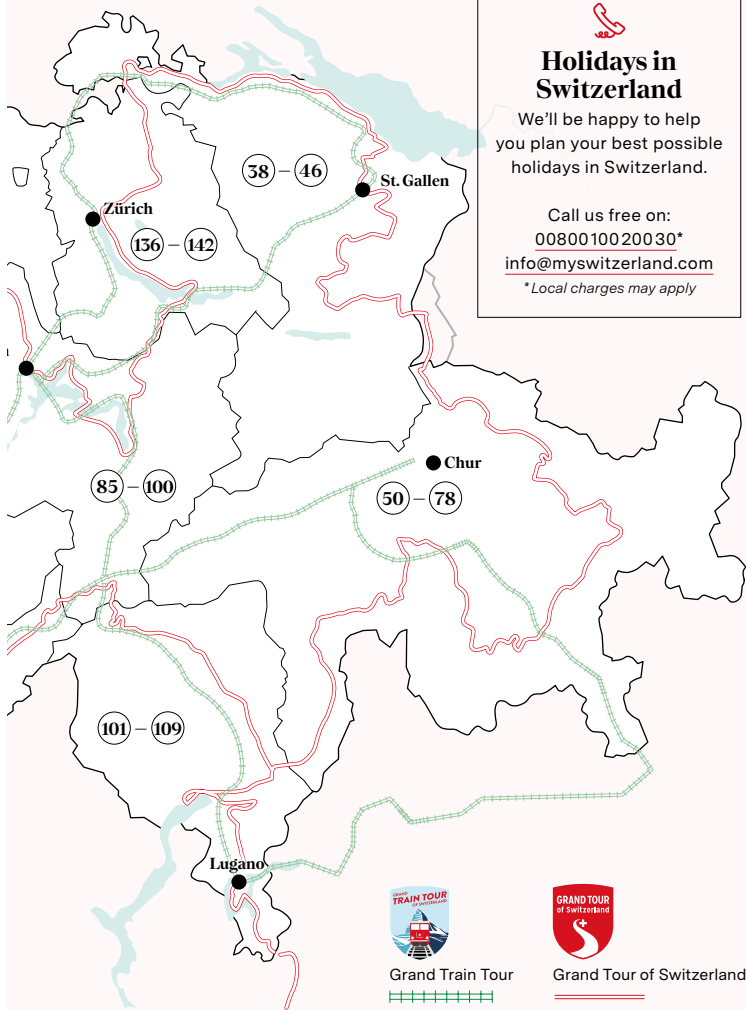 Holidays in
Switzerland
We'll be happy to help
you plan your best possible
holidays in Switzerland.
Call us free on:
0080010020030*
info@myswitzerland.com
*Local charges may apply
38 – 46
St. Gallen
Zürich
136 – 142
Chur
85 – 100
50 – 78
101 – 109
Lugano
GRAND
TRAIN TOUR
OF SWITZERLAND
GRAND TOUR
of Switzerland
Grand Train Tour
Grand Tour of Switzerland